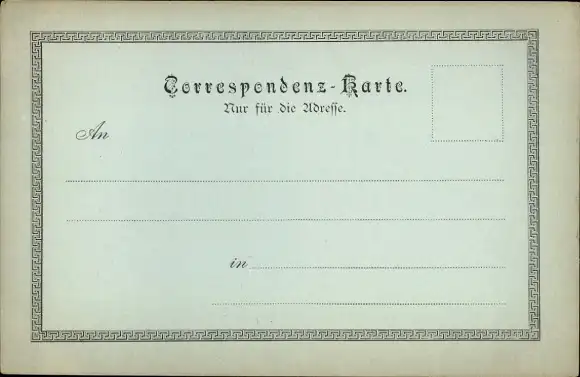 Correspondenz-Karte.
Nur für die Adresse.
An
in